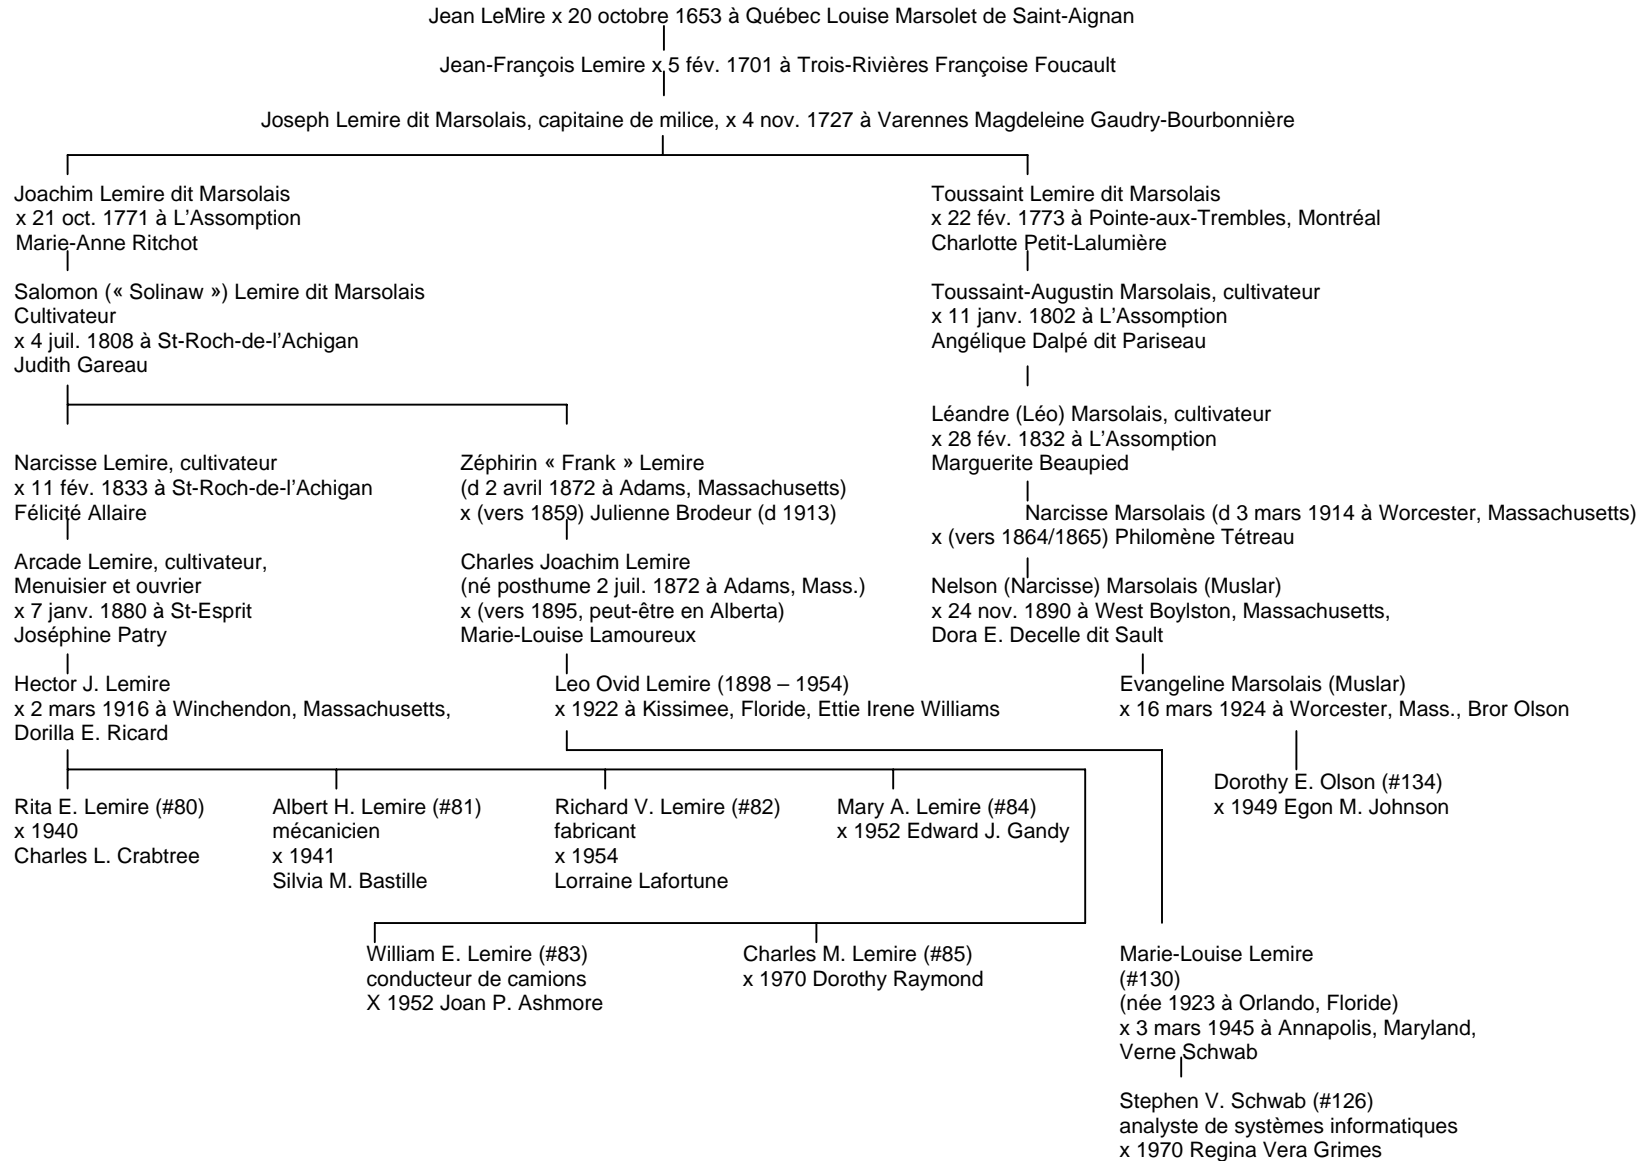 Jean LeMire x 20 octobre 1653 à Québec Louise Marsolet de Saint-Aignan
Jean-François Lemire x 5 fév. 1701 à Trois-Rivières Françoise Foucault
Joseph Lemire dit Marsolais, capitaine de milice, x 4 nov. 1727 à Varennes Magdeleine Gaudry-Bourbonnière
Joachim Lemire dit Marsolais
x 21 oct. 1771 à L'Assomption
Marie-Anne Ritchot
Toussaint Lemire dit Marsolais
x 22 fév. 1773 à Pointe-aux-Trembles, Montréal
Charlotte Petit-Lalumière
Salomon (« Solinaw ») Lemire dit Marsolais
Cultivateur
x 4 juil. 1808 à St-Roch-de-l'Achigan
Judith Gareau
Toussaint-Augustin Marsolais, cultivateur
x 11 janv. 1802 à L'Assomption
Angélique Dalpé dit Pariseau
Léandre (Léo) Marsolais, cultivateur
x 28 fév. 1832 à L'Assomption
Marguerite Beaupied
Narcisse Lemire, cultivateur
x 11 fév. 1833 à St-Roch-de-l'Achigan
Félicité Allaire
Zéphirin « Frank » Lemire
(d 2 avril 1872 à Adams, Massachusetts)
x (vers 1859) Julienne Brodeur (d 1913)
Narcisse Marsolais (d 3 mars 1914 à Worcester, Massachusetts)
x (vers 1864/1865) Philomène Tétreau
Arcade Lemire, cultivateur,
Menuisier et ouvrier
x 7 janv. 1880 à St-Esprit
Joséphine Patry
Charles Joachim Lemire
(né posthume 2 juil. 1872 à Adams, Mass.)
x (vers 1895, peut-être en Alberta)
Marie-Louise Lamoureux
Nelson (Narcisse) Marsolais (Muslar)
x 24 nov. 1890 à West Boylston, Massachusetts,
Dora E. Decelle dit Sault
Hector J. Lemire
x 2 mars 1916 à Winchendon, Massachusetts,
Dorilla E. Ricard
Leo Ovid Lemire (1898 – 1954)
x 1922 à Kissimee, Floride, Ettie Irene Williams
Evangeline Marsolais (Muslar)
x 16 mars 1924 à Worcester, Mass., Bror Olson
Dorothy E. Olson (#134)
x 1949 Egon M. Johnson
Rita E. Lemire (#80)
x 1940
Charles L. Crabtree
Albert H. Lemire (#81)
mécanicien
x 1941
Silvia M. Bastille
Richard V. Lemire (#82)
fabricant
x 1954
Lorraine Lafortune
Mary A. Lemire (#84)
x 1952 Edward J. Gandy
William E. Lemire (#83)
conducteur de camions
X 1952 Joan P. Ashmore
Charles M. Lemire (#85)
x 1970 Dorothy Raymond
Marie-Louise Lemire
(#130)
(née 1923 à Orlando, Floride)
x 3 mars 1945 à Annapolis, Maryland,
Verne Schwab
Stephen V. Schwab (#126)
analyste de systèmes informatiques
x 1970 Regina Vera Grimes